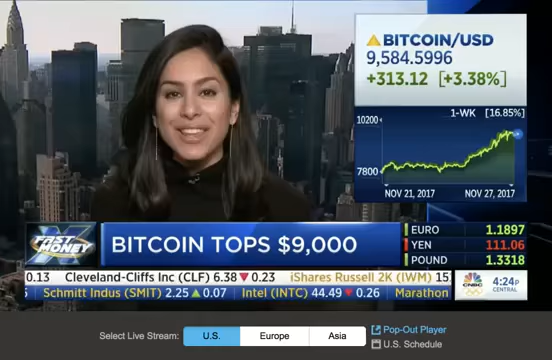 BITCOIN/USD
9,584.5996
+313.12 [+3.38%]
1-WK [16.85%]
10200
7800
NOV 21, 2017 NOV 27, 2017
FAST MONEY
BITCOIN TOPS $9,000
EURO 1.1897
YEN 111.06
POUND 1.3318
0.13 Cleveland-Cliffs Inc (CLF) 6.38 ▼ 0.23 iShares Russell 2K (IWM) 15
Schmitt Indus (SMIT) 2.25 ▲ 0.07 Intel (INTC) 44.49 ▼ 0.26 Marathon
CNBC
4:24P
CENTRAL
Select Live Stream: U.S. Europe Asia
Pop-Out Player
U.S. Schedule